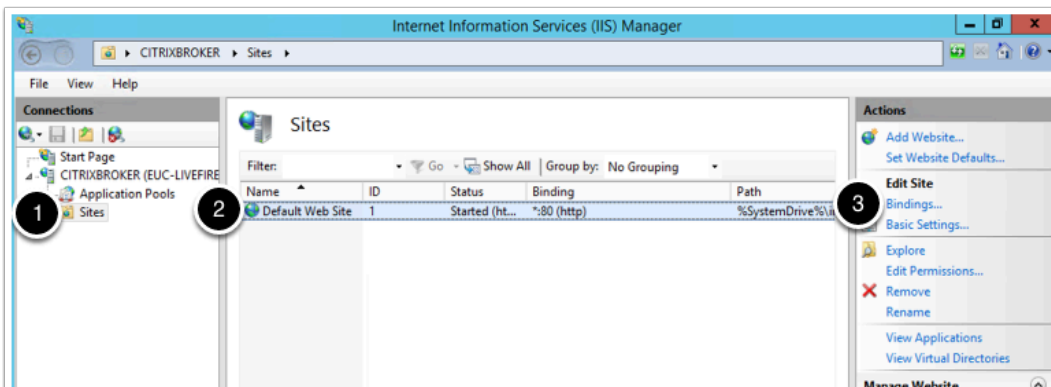 Internet Information Services (IIS) Manager
CITRIXBROKER Sites
File View Help
Connections
Start Page
CITRIXBROKER (EUC-LIVEFIRE
Application Pools
Sites
1
Sites
Filter: Go Show All Group by: No Grouping
Name ID Status Binding Path
2
Default Web Site 1 Started (ht... *:80 (http) %SystemDrive%\i
Actions
Add Website...
Set Website Defaults...
Edit Site
3
Bindings...
Basic Settings...
Explore
Edit Permissions...
Remove
Rename
View Applications
View Virtual Directories
Manage Website